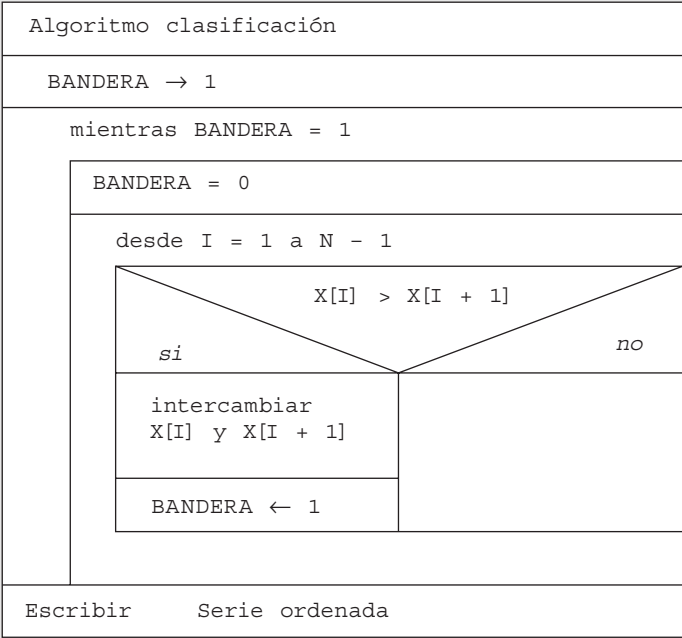 Algoritmo clasificación
BANDERA → 1
mientras BANDERA = 1
BANDERA = 0
desde I = 1 a N – 1
X[I] > X[I + 1]
si
no
intercambiar
X[I] y X[I + 1]
BANDERA ← 1
Escribir Serie ordenada